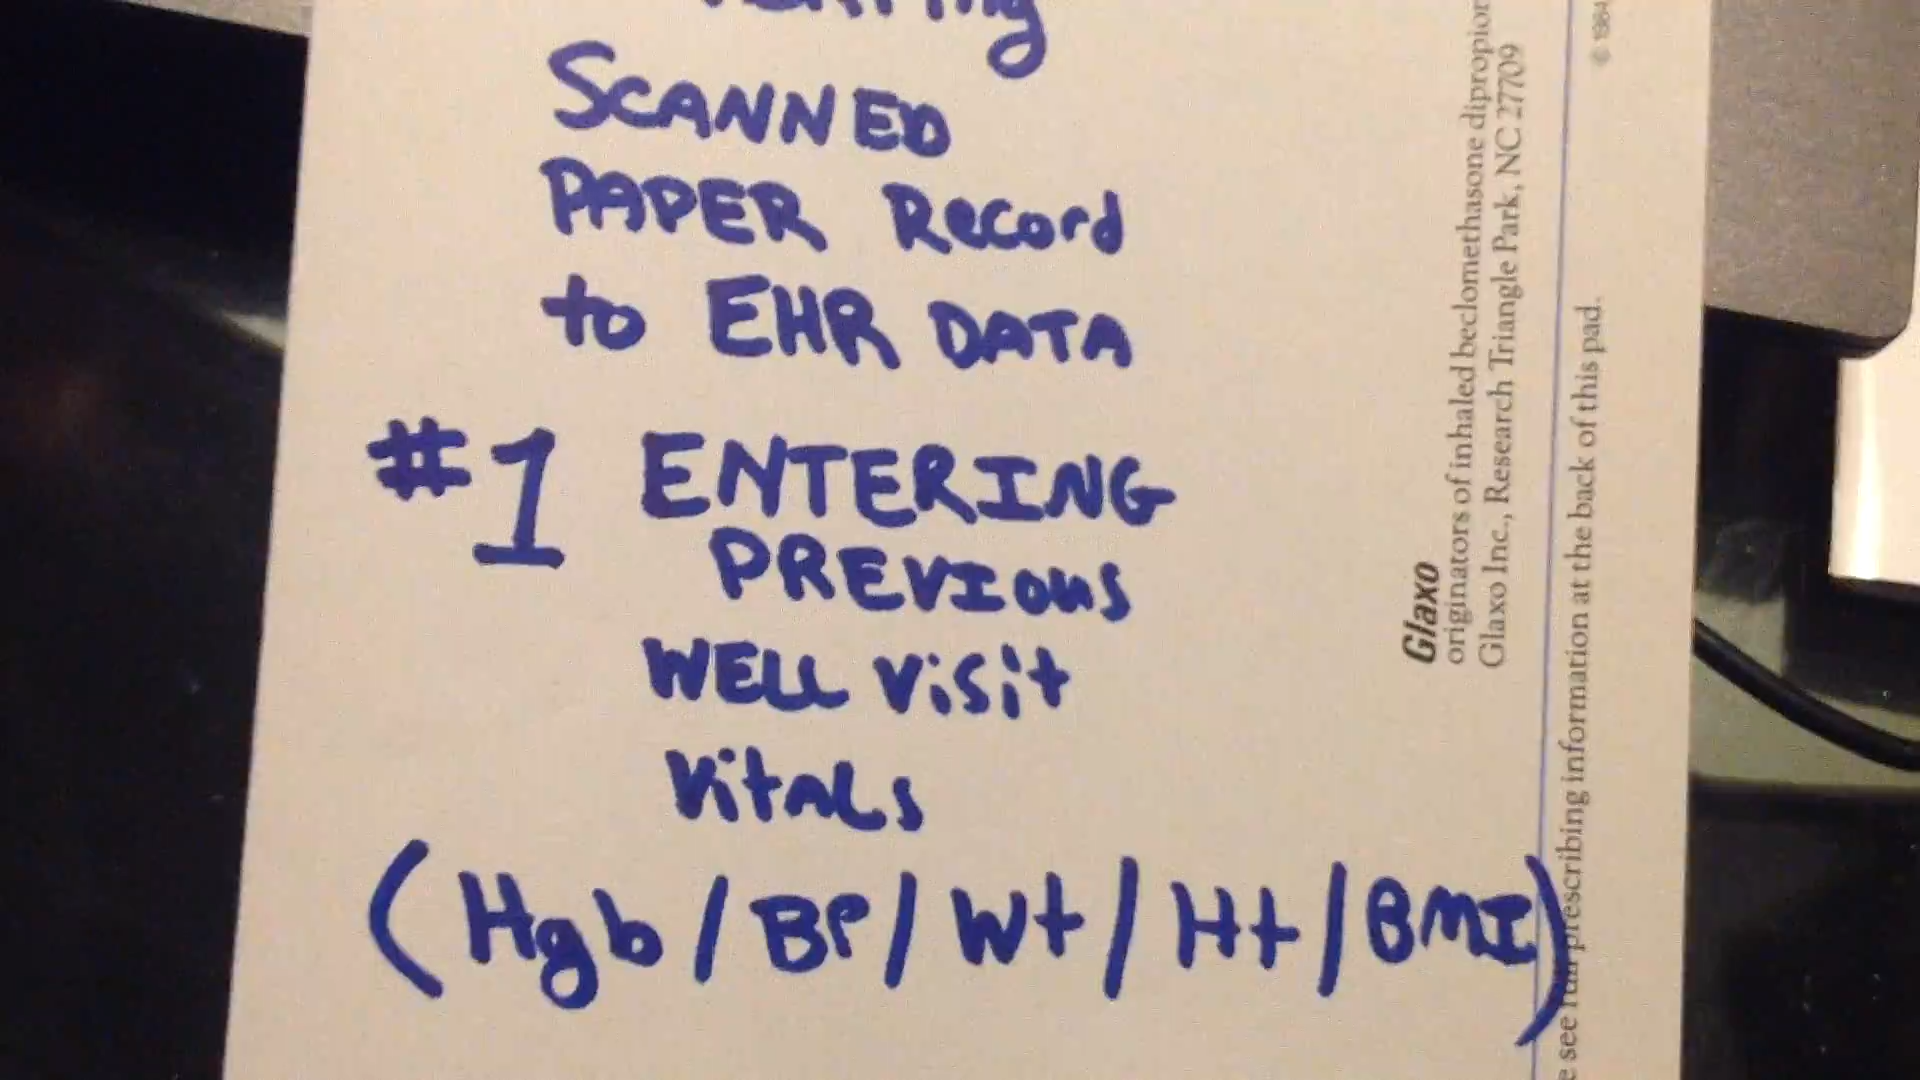 SCANNED
PAPER Record
to EHR DATA
#1 ENTERING
PREVIOUS
WELL Visit
Vitals
(Hgb / BP / Wt / Ht / BMI)
Glaxo
originators of inhaled beclomethasone
Glaxo Inc., Research Triangle Park, NC 27709
see prescribing information at the back of this pad.
© 1984